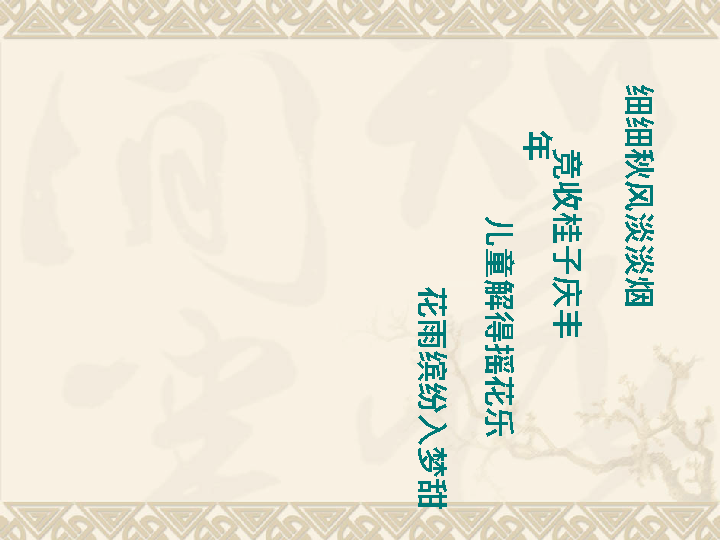 细细秋风淡淡烟
竞收桂子庆丰
年
儿童解得摇花乐
花雨缤纷入梦甜